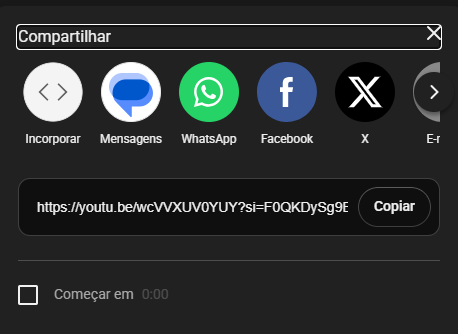 Compartilhar
Incorporar Mensagens WhatsApp Facebook X E-r
https://youtu.be/wcVVXUV0YUY?si=F0QKDySg9E Copiar
Começar em 0:00